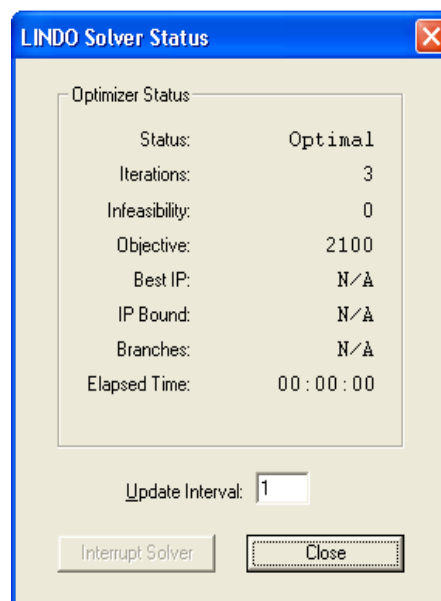 LINDO Solver Status
Optimizer Status
Status: Optimal
Iterations: 3
Infeasibility: 0
Objective: 2100
Best IP: N/A
IP Bound: N/A
Branches: N/A
Elapsed Time: 00:00:00
Update Interval: 1
Interrupt Solver Close